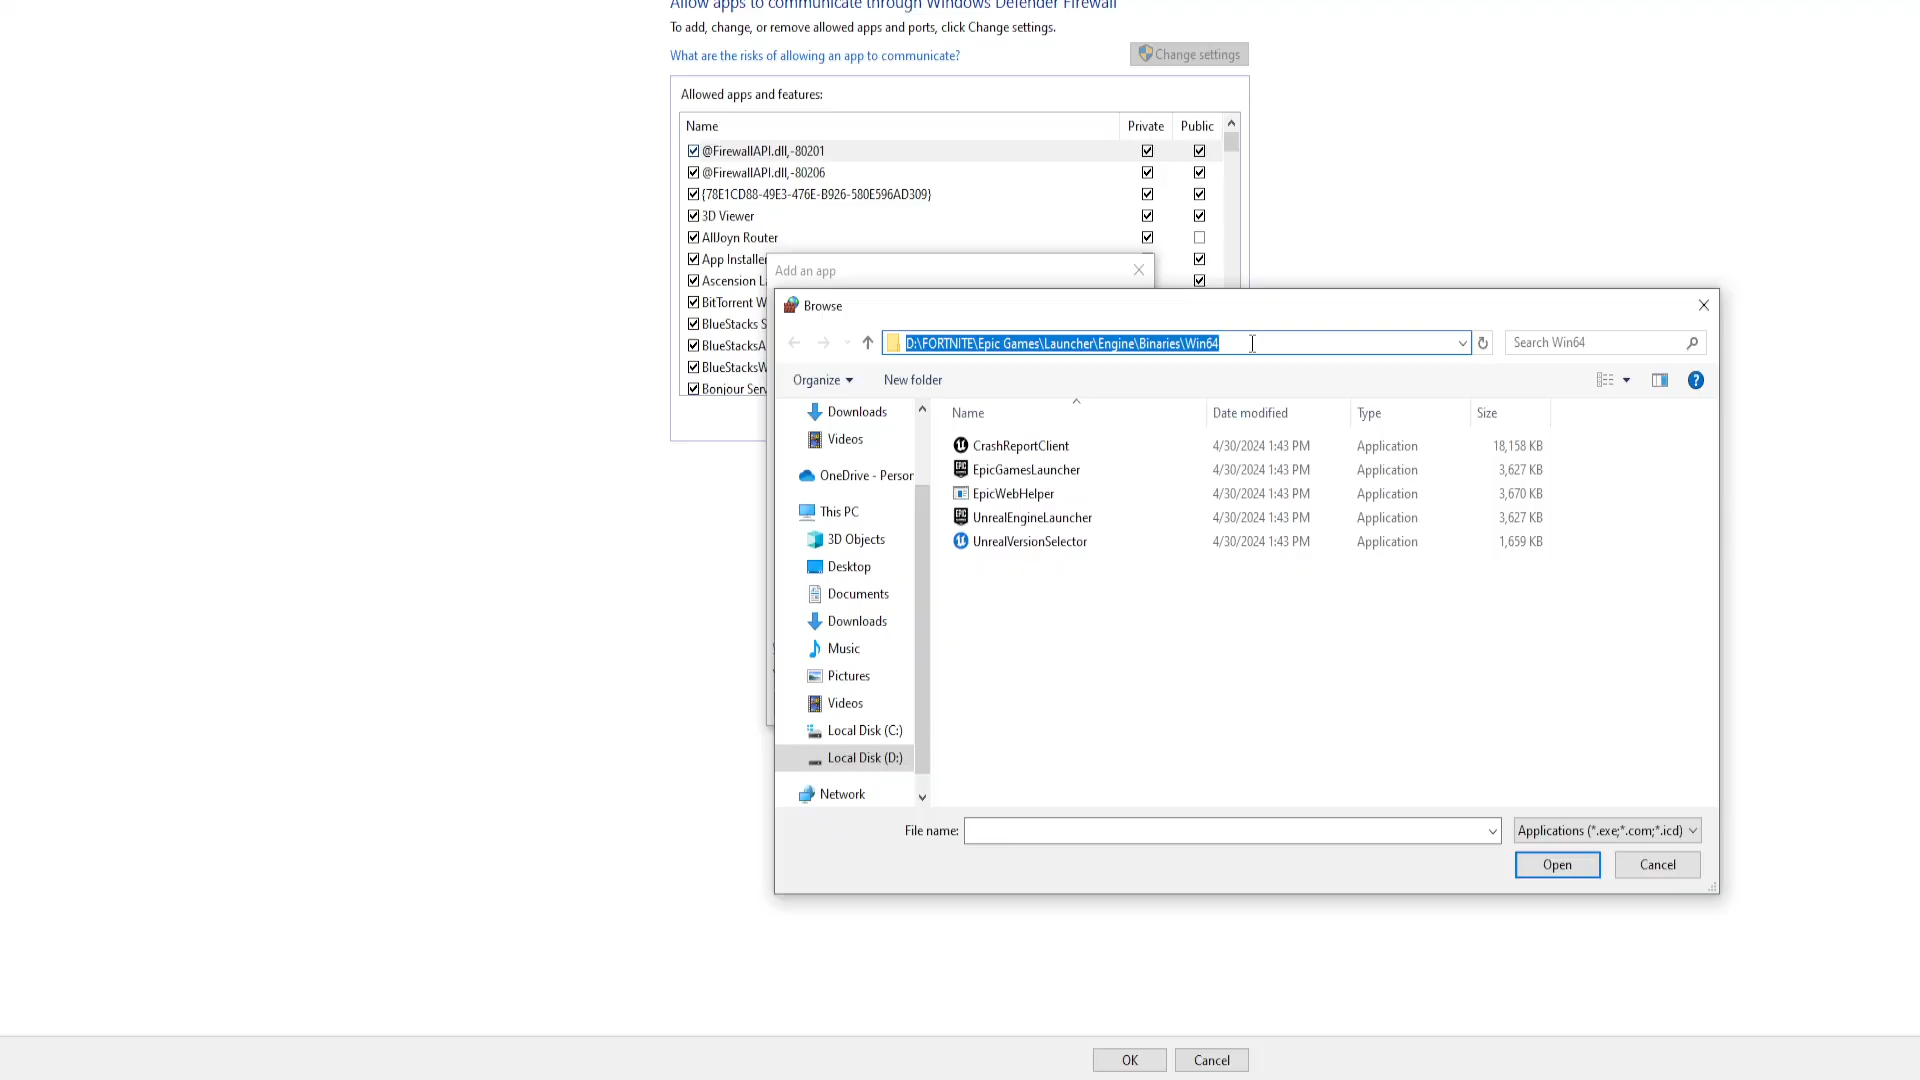 Allow apps to communicate through Windows Defender Firewall
To add, change, or remove allowed apps and ports, click Change settings.
What are the risks of allowing an app to communicate?
Change settings
Allowed apps and features:
Name Private Public
@FirewallAPI.dll,-80201
@FirewallAPI.dll,-80206
{78E1CD88-49E3-476E-B926-580E596AD309}
3D Viewer
AllJoyn Router
App Installer
Ascension L
BitTorrent W
BlueStacks S
BlueStacksA
BlueStacksW
Bonjour Serv
Add an app
Browse
D:\FORTNITE\Epic Games\Launcher\Engine\Binaries\Win64
Search Win64
Organize
New folder
Downloads
Videos
OneDrive - Person
This PC
3D Objects
Desktop
Documents
Downloads
Music
Pictures
Videos
Local Disk (C:)
Local Disk (D:)
Network
Name Date modified Type Size
CrashReportClient 4/30/2024 1:43 PM Application 18,158 KB
EpicGamesLauncher 4/30/2024 1:43 PM Application 3,627 KB
EpicWebHelper 4/30/2024 1:43 PM Application 3,670 KB
UnrealEngineLauncher 4/30/2024 1:43 PM Application 3,627 KB
UnrealVersionSelector 4/30/2024 1:43 PM Application 1,659 KB
File name:
Applications (*.exe;*.com;*.icd)
Open
Cancel
OK
Cancel